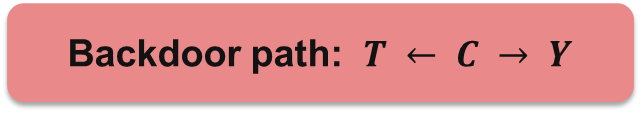 Backdoor path: T ← C → Y